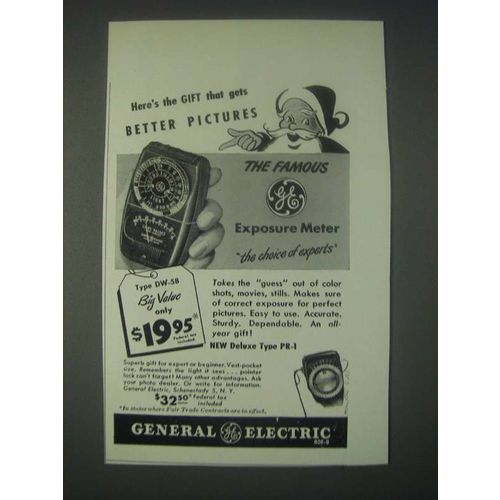 Here's the GIFT that gets
BETTER PICTURES
THE FAMOUS
GE
Exposure Meter
"the choice of experts"
Type DW-58
Big Value
only
$19.95*
Federal tax
included
Takes the "guess" out of color
shots, movies, stills. Makes sure
of correct exposure for perfect
pictures. Easy to use. Accurate.
Sturdy. Dependable. An all-
year gift!
NEW Deluxe Type PR-1
Superb gift for expert or beginner. Vest-pocket
size. Remembers the light it sees... pointer
lock can't forget! Many other advantages. Ask
your photo dealer. Or write for information.
General Electric, Schenectady 5, N. Y.
$32.50* Federal tax
included
*In states where Fair Trade Contracts are in effect.
GENERAL GE ELECTRIC